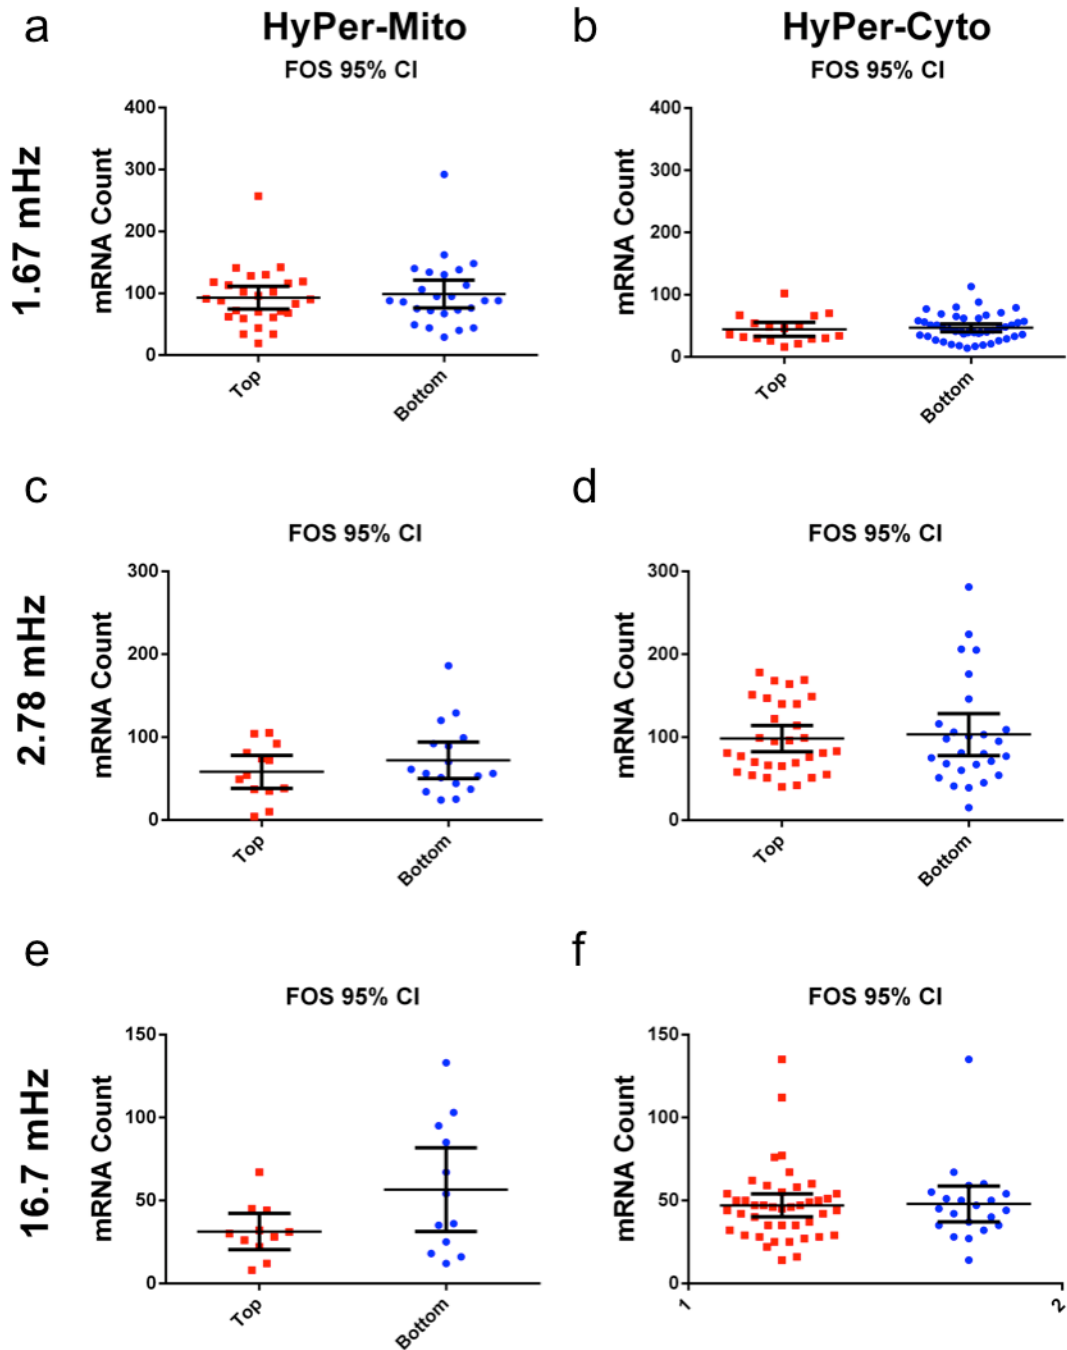 a
HyPer-Mito
b
HyPer-Cyto
1.67 mHz
FOS 95% CI
mRNA Count
400
300
200
100
0
Top
Bottom
FOS 95% CI
mRNA Count
400
300
200
100
0
Top
Bottom
c
d
2.78 mHz
FOS 95% CI
mRNA Count
300
200
100
0
Top
Bottom
FOS 95% CI
mRNA Count
300
200
100
0
Top
Bottom
e
f
16.7 mHz
FOS 95% CI
mRNA Count
150
100
50
0
Top
Bottom
FOS 95% CI
mRNA Count
150
100
50
0
1
2